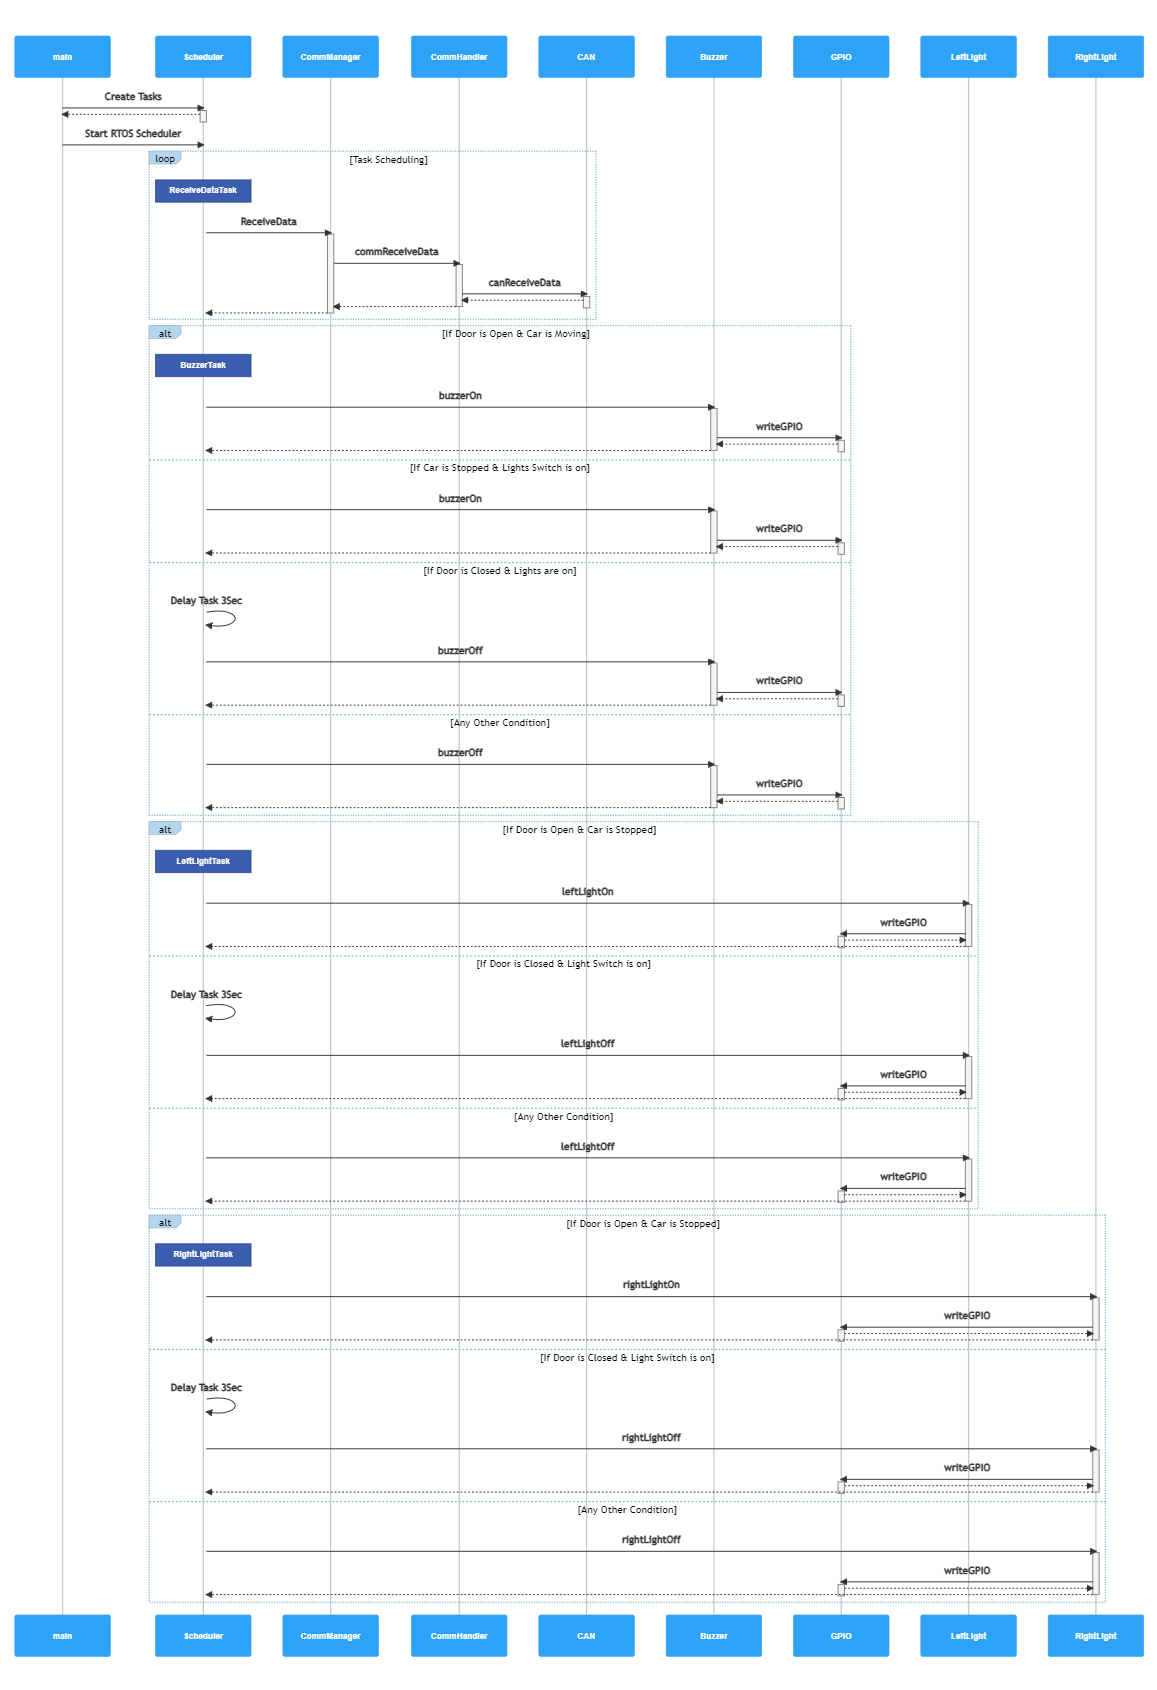 main
Scheduler
CommManager
CommHandler
CAN
Buzzer
GPIO
LeftLight
RightLight
Create Tasks
Start RTOS Scheduler
loop
[Task Scheduling]
ReceiveDataTask
ReceiveData
commReceiveData
canReceiveData
alt
[If Door is Open & Car is Moving]
BuzzerTask
buzzerOn
writeGPIO
[If Car is Stopped & Lights Switch is on]
buzzerOn
writeGPIO
[If Door is Closed & Lights are on]
Delay Task 3Sec
buzzerOff
writeGPIO
[Any Other Condition]
buzzerOff
writeGPIO
alt
[If Door is Open & Car is Stopped]
LeftLightTask
leftLightOn
writeGPIO
[If Door is Closed & Light Switch is on]
Delay Task 3Sec
leftLightOff
writeGPIO
[Any Other Condition]
leftLightOff
writeGPIO
alt
[If Door is Open & Car is Stopped]
RightLightTask
rightLightOn
writeGPIO
[If Door is Closed & Light Switch is on]
Delay Task 3Sec
rightLightOff
writeGPIO
[Any Other Condition]
rightLightOff
writeGPIO
main
Scheduler
CommManager
CommHandler
CAN
Buzzer
GPIO
LeftLight
RightLight